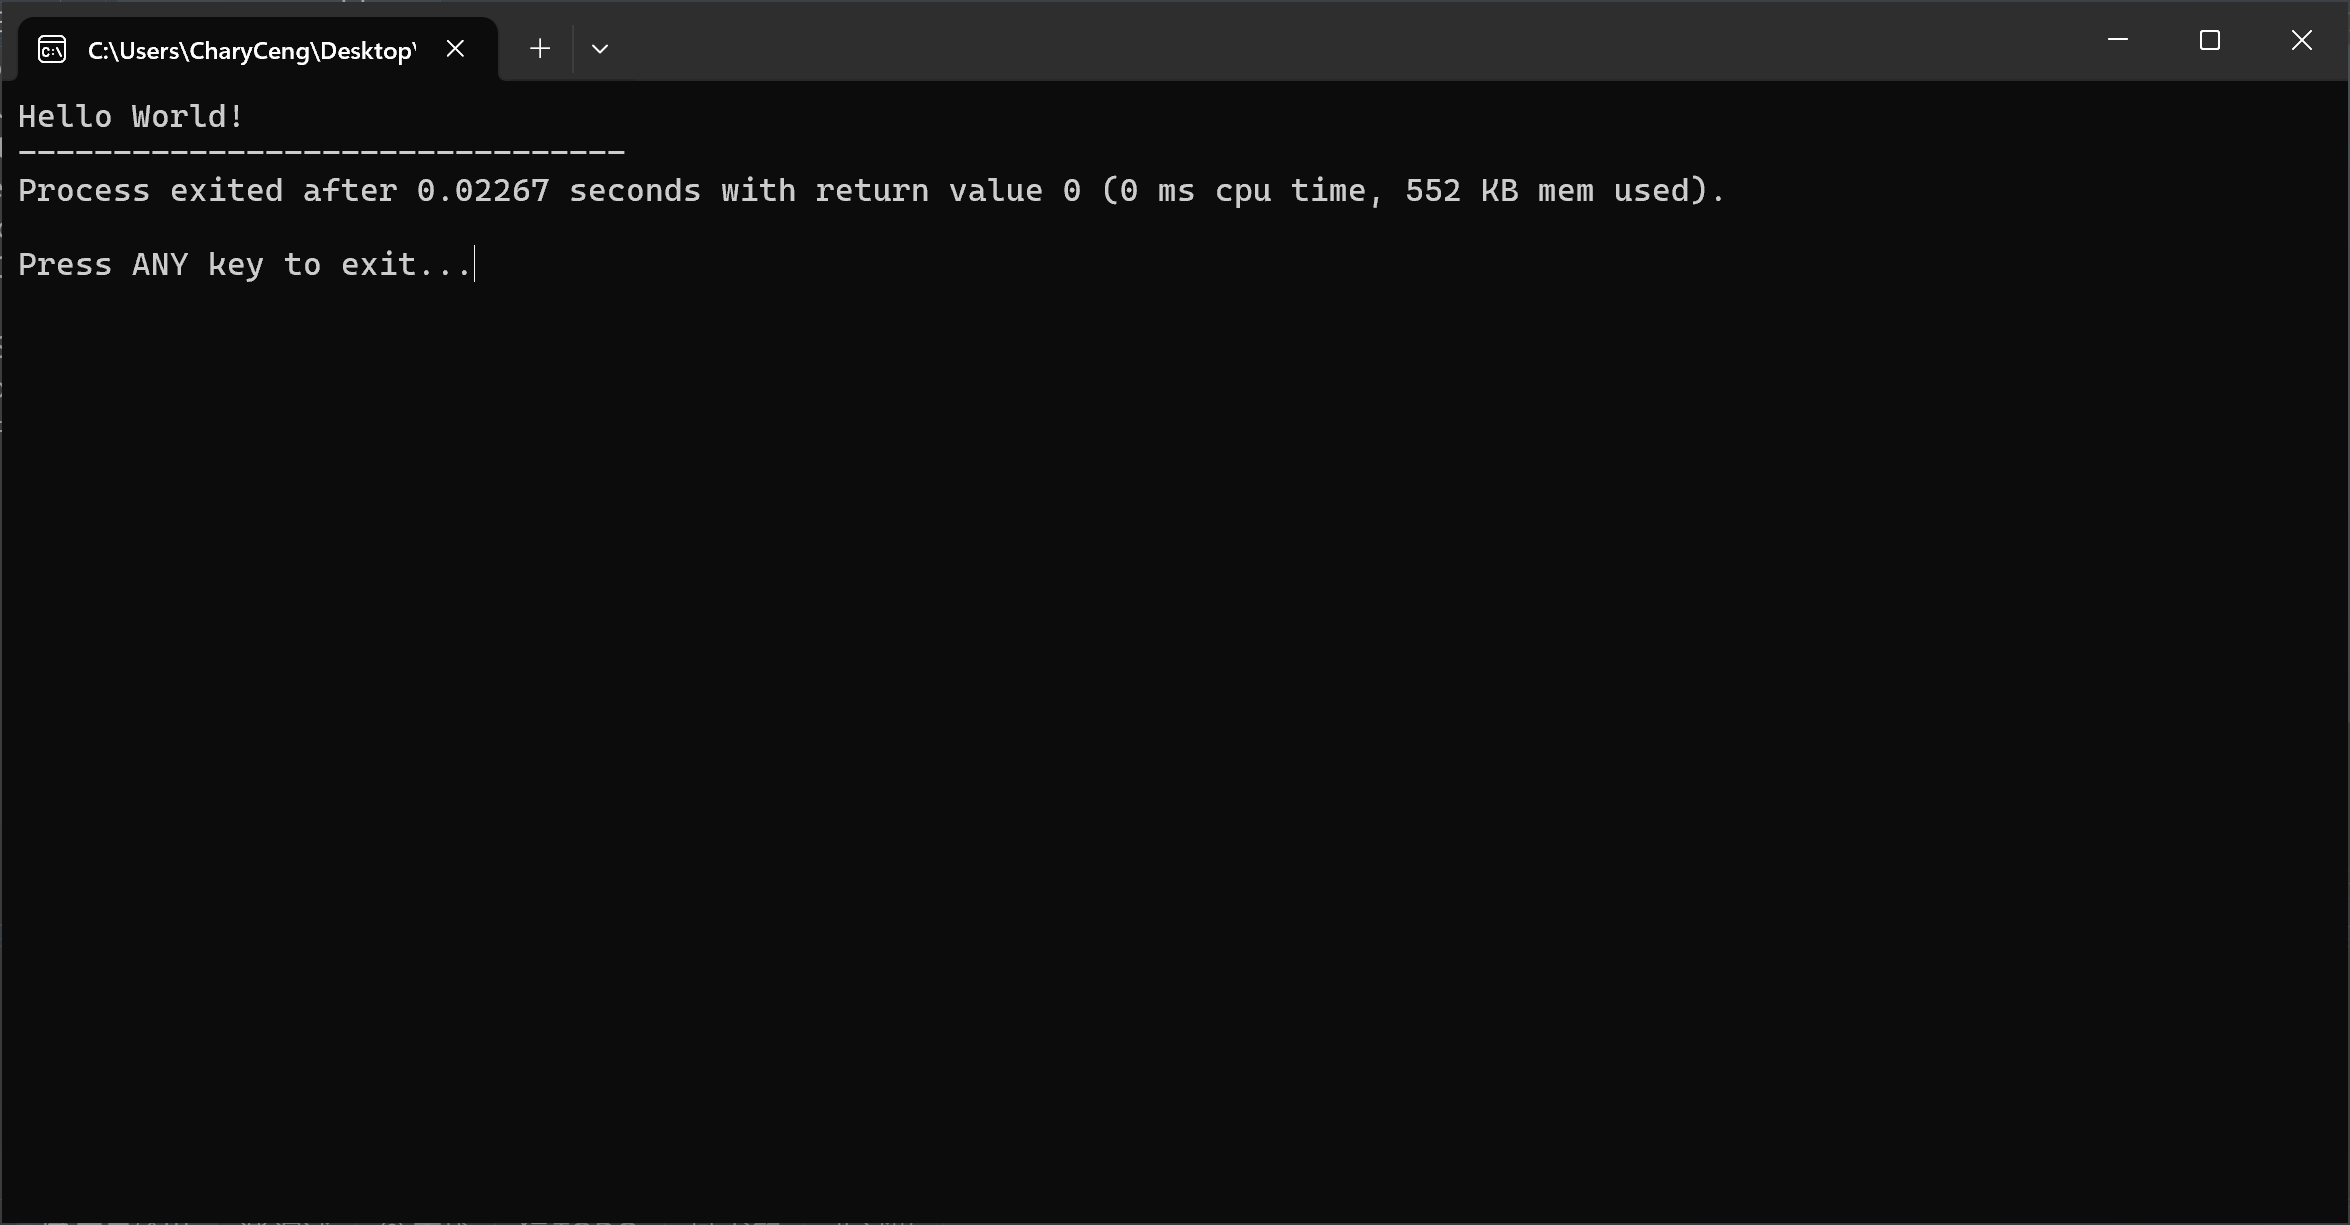 C:\Users\CharyCeng\Desktop\
Hello World!
--------------------------------
Process exited after 0.02267 seconds with return value 0 (0 ms cpu time, 552 KB mem used).
Press ANY key to exit...